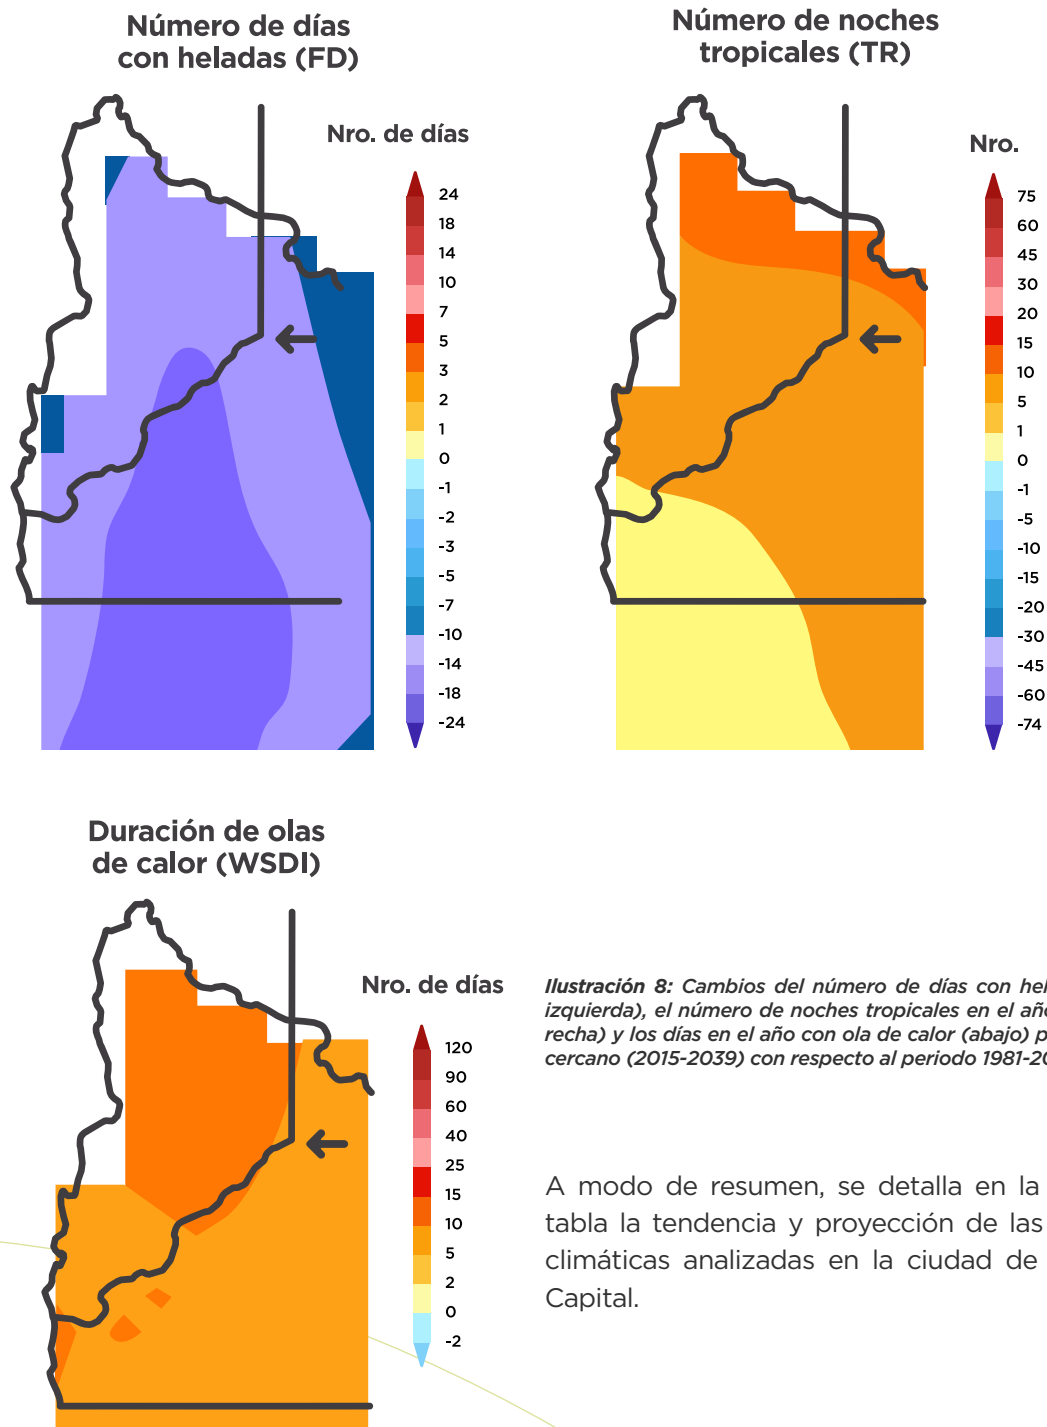 Número de días
con heladas (FD)
Nro. de días
24
18
14
10
7
5
3
2
1
0
-1
-2
-3
-5
-7
-10
-14
-18
-24
Número de noches
tropicales (TR)
Nro.
75
60
45
30
20
15
10
5
1
0
-1
-5
-10
-15
-20
-30
-45
-60
-74
Duración de olas
de calor (WSDI)
Nro. de días
120
90
60
40
25
15
10
5
2
0
-2
Ilustración 8: Cambios del número de días con hel
izquierda), el número de noches tropicales en el año
recha) y los días en el año con ola de calor (abajo) p
cercano (2015-2039) con respecto al periodo 1981-20
A modo de resumen, se detalla en la
tabla la tendencia y proyección de las
climáticas analizadas en la ciudad de
Capital.